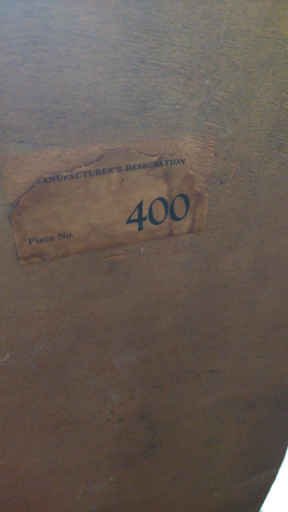 MANUFACTURER'S DESIGNATION
Piece No. 400